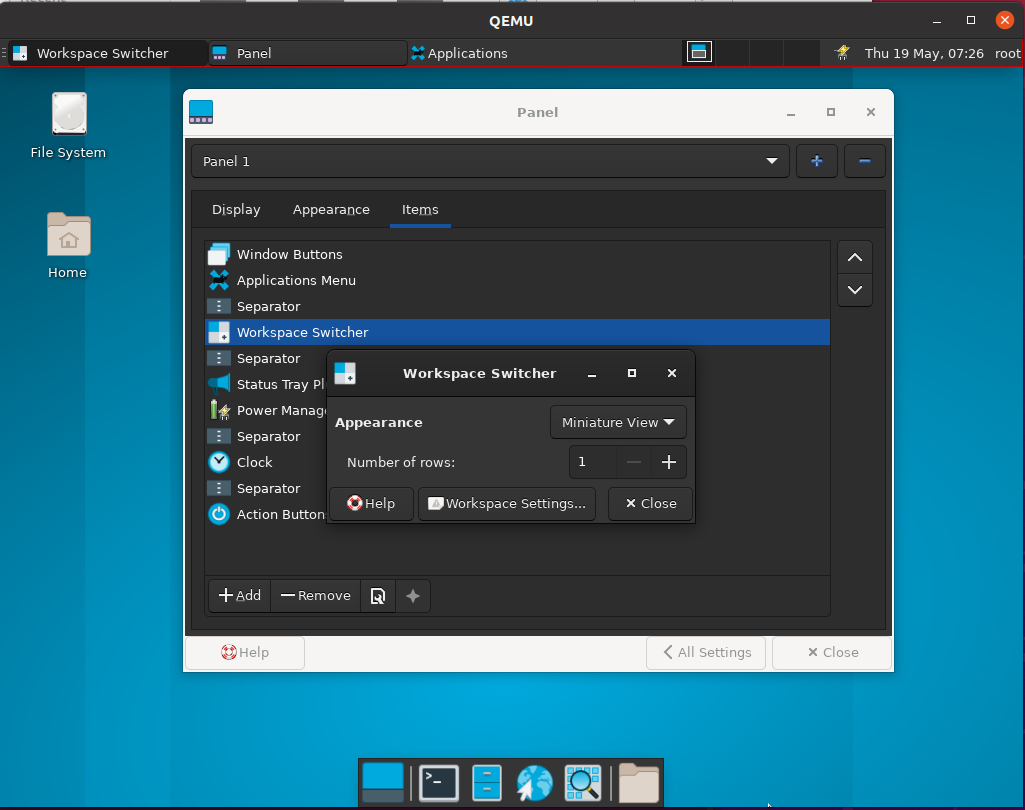 QEMU
Workspace Switcher Panel Applications Thu 19 May, 07:26 root
File System
Home
Panel
Panel 1
Display Appearance Items
Window Buttons
Applications Menu
Separator
Workspace Switcher
Separator
Status Tray Pl
Power Manag
Separator
Clock
Separator
Action Button
Workspace Switcher
Appearance Miniature View
Number of rows: 1
Help Workspace Settings... Close
Add Remove
Help All Settings Close